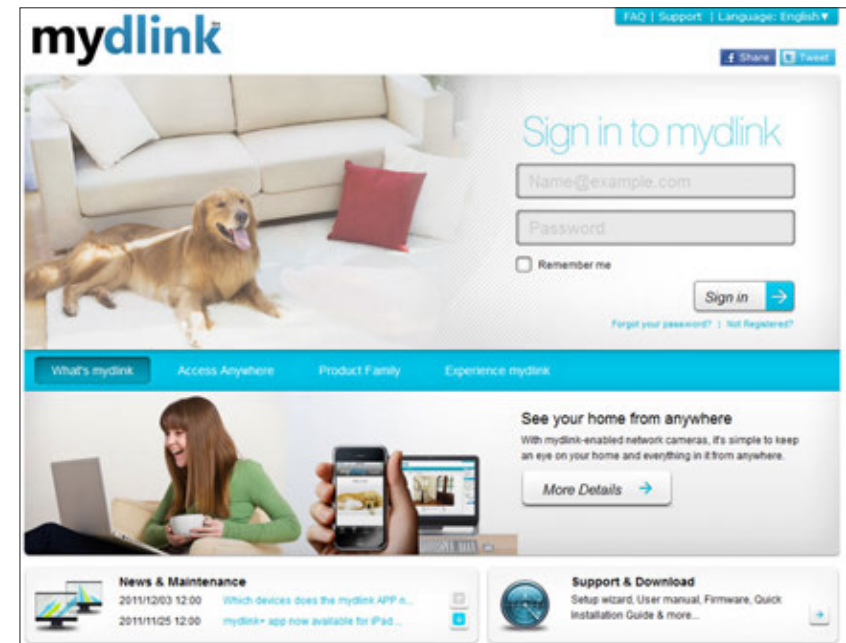 mydlink™
FAQ | Support | Language: English▼
Share Tweet
Sign in to mydlink
Name@example.com
Password
Remember me
Sign in
Forgot your password? | Not Registered?
What's mydlink Access Anywhere Product Family Experience mydlink
See your home from anywhere
With mydlink-enabled network cameras, it's simple to keep
an eye on your home and everything in it from anywhere.
More Details
News & Maintenance
2011/12/03 12:00 Which devices does the mydlink APP n...
2011/11/25 12:00 mydlink+ app now available for iPad...
Support & Download
Setup wizard, User manual, Firmware, Quick
Installation Guide & more...